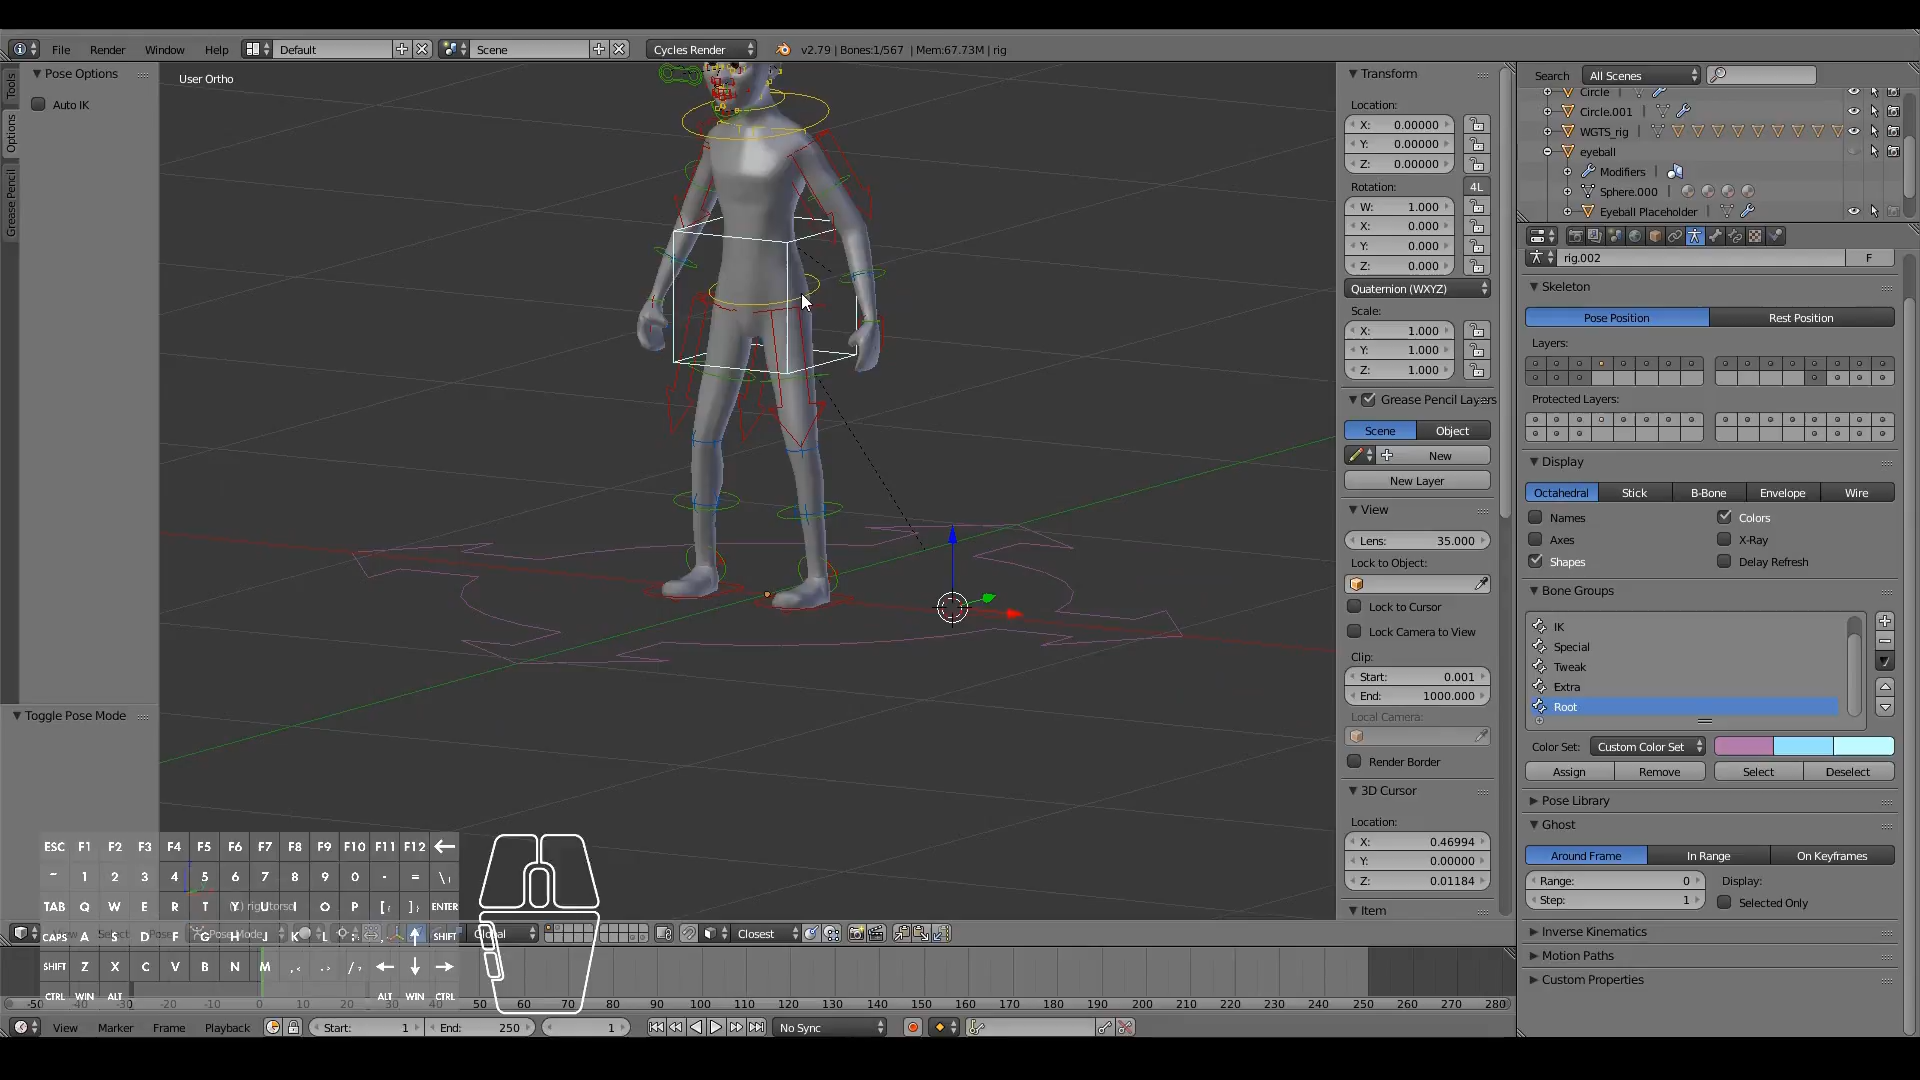 File Render Window Help Default Scene Cycles Render v2.79 | Bones:1/567 | Mem:67.73M | rig
Tools
Options
Grease Pencil
Pose Options
Auto IK
Toggle Pose Mode
User Ortho
Transform
Location:
X: 0.00000
Y: 0.00000
Z: 0.00000
Rotation: 4L
W: 1.000
X: 0.000
Y: 0.000
Z: 0.000
Quaternion (WXYZ)
Scale:
X: 1.000
Y: 1.000
Z: 1.000
Grease Pencil Layers
Scene Object
New
New Layer
View
Lens: 35.000
Lock to Object:
Lock to Cursor
Lock Camera to View
Clip:
Start: 0.001
End: 1000.000
Local Camera:
Render Border
3D Cursor
Location:
X: 0.46994
Y: 0.00000
Z: 0.01184
Item
Search All Scenes
Circle
Circle.001
WGTS_rig
eyeball
Modifiers
Sphere.000
Eyeball Placeholder
rig.002 F
Skeleton
Pose Position Rest Position
Layers:
Protected Layers:
Display
Octahedral Stick B-Bone Envelope Wire
Names Colors
Axes X-Ray
Shapes Delay Refresh
Bone Groups
IK
Special
Tweak
Extra
Root
Color Set: Custom Color Set
Assign Remove Select Deselect
Pose Library
Ghost
Around Frame In Range On Keyframes
Range: 0 Display:
Step: 1 Selected Only
Inverse Kinematics
Motion Paths
Custom Properties
ESC F1 F2 F3 F4 F5 F6 F7 F8 F9 F10 F11 F12 ←
~ 1 2 3 4 5 6 7 8 9 0 - = \|
TAB Q W E R T Y U I O P [{ ]} ENTER
CAPS A S D F G H J K L ;: ↑ SHIFT
SHIFT Z X C V B N M ,< .> /? ← ↓ →
CTRL WIN ALT ALT WIN CTRL
Pose Mode Global Closest
-50 -20 -10 0 10 20 50 60 70 80 90 100 110 120 130 140 150 160 170 180 190 200 210 220 230 240 250 260 270 280
View Marker Frame Playback Start: 1 End: 250 1 No Sync